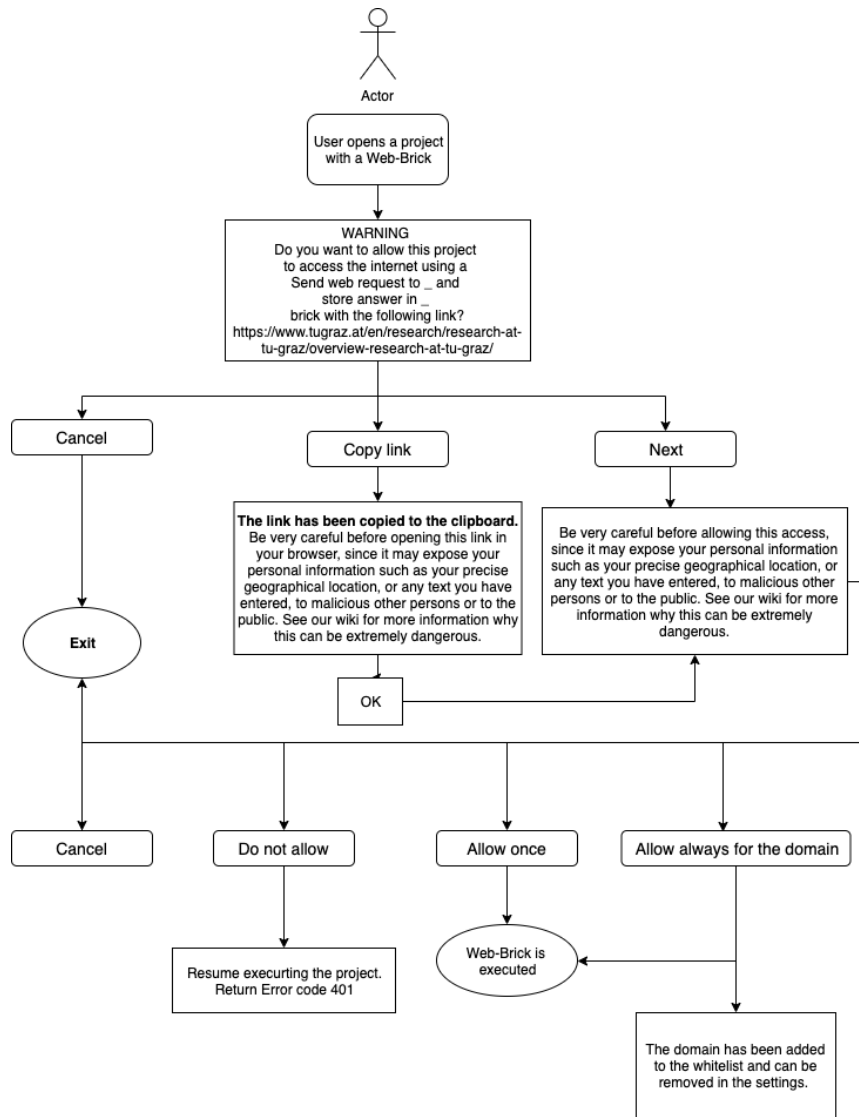 Actor
User opens a project
with a Web-Brick
WARNING
Do you want to allow this project
to access the internet using a
Send web request to _ and
store answer in _
brick with the following link?
https://www.tugraz.at/en/research/research-at-
tu-graz/overview-research-at-tu-graz/
Cancel
Copy link
Next
The link has been copied to the clipboard.
Be very careful before opening this link in
your browser, since it may expose your
personal information such as your precise
geographical location, or any text you have
entered, to malicious other persons or to the
public. See our wiki for more information why
this can be extremely dangerous.
Be very careful before allowing this access,
since it may expose your personal information
such as your precise geographical location, or
any text you have entered, to malicious other
persons or to the public. See our wiki for more
information why this can be extremely
dangerous.
Exit
OK
Cancel
Do not allow
Allow once
Allow always for the domain
Resume execurting the project.
Return Error code 401
Web-Brick is
executed
The domain has been added
to the whitelist and can be
removed in the settings.